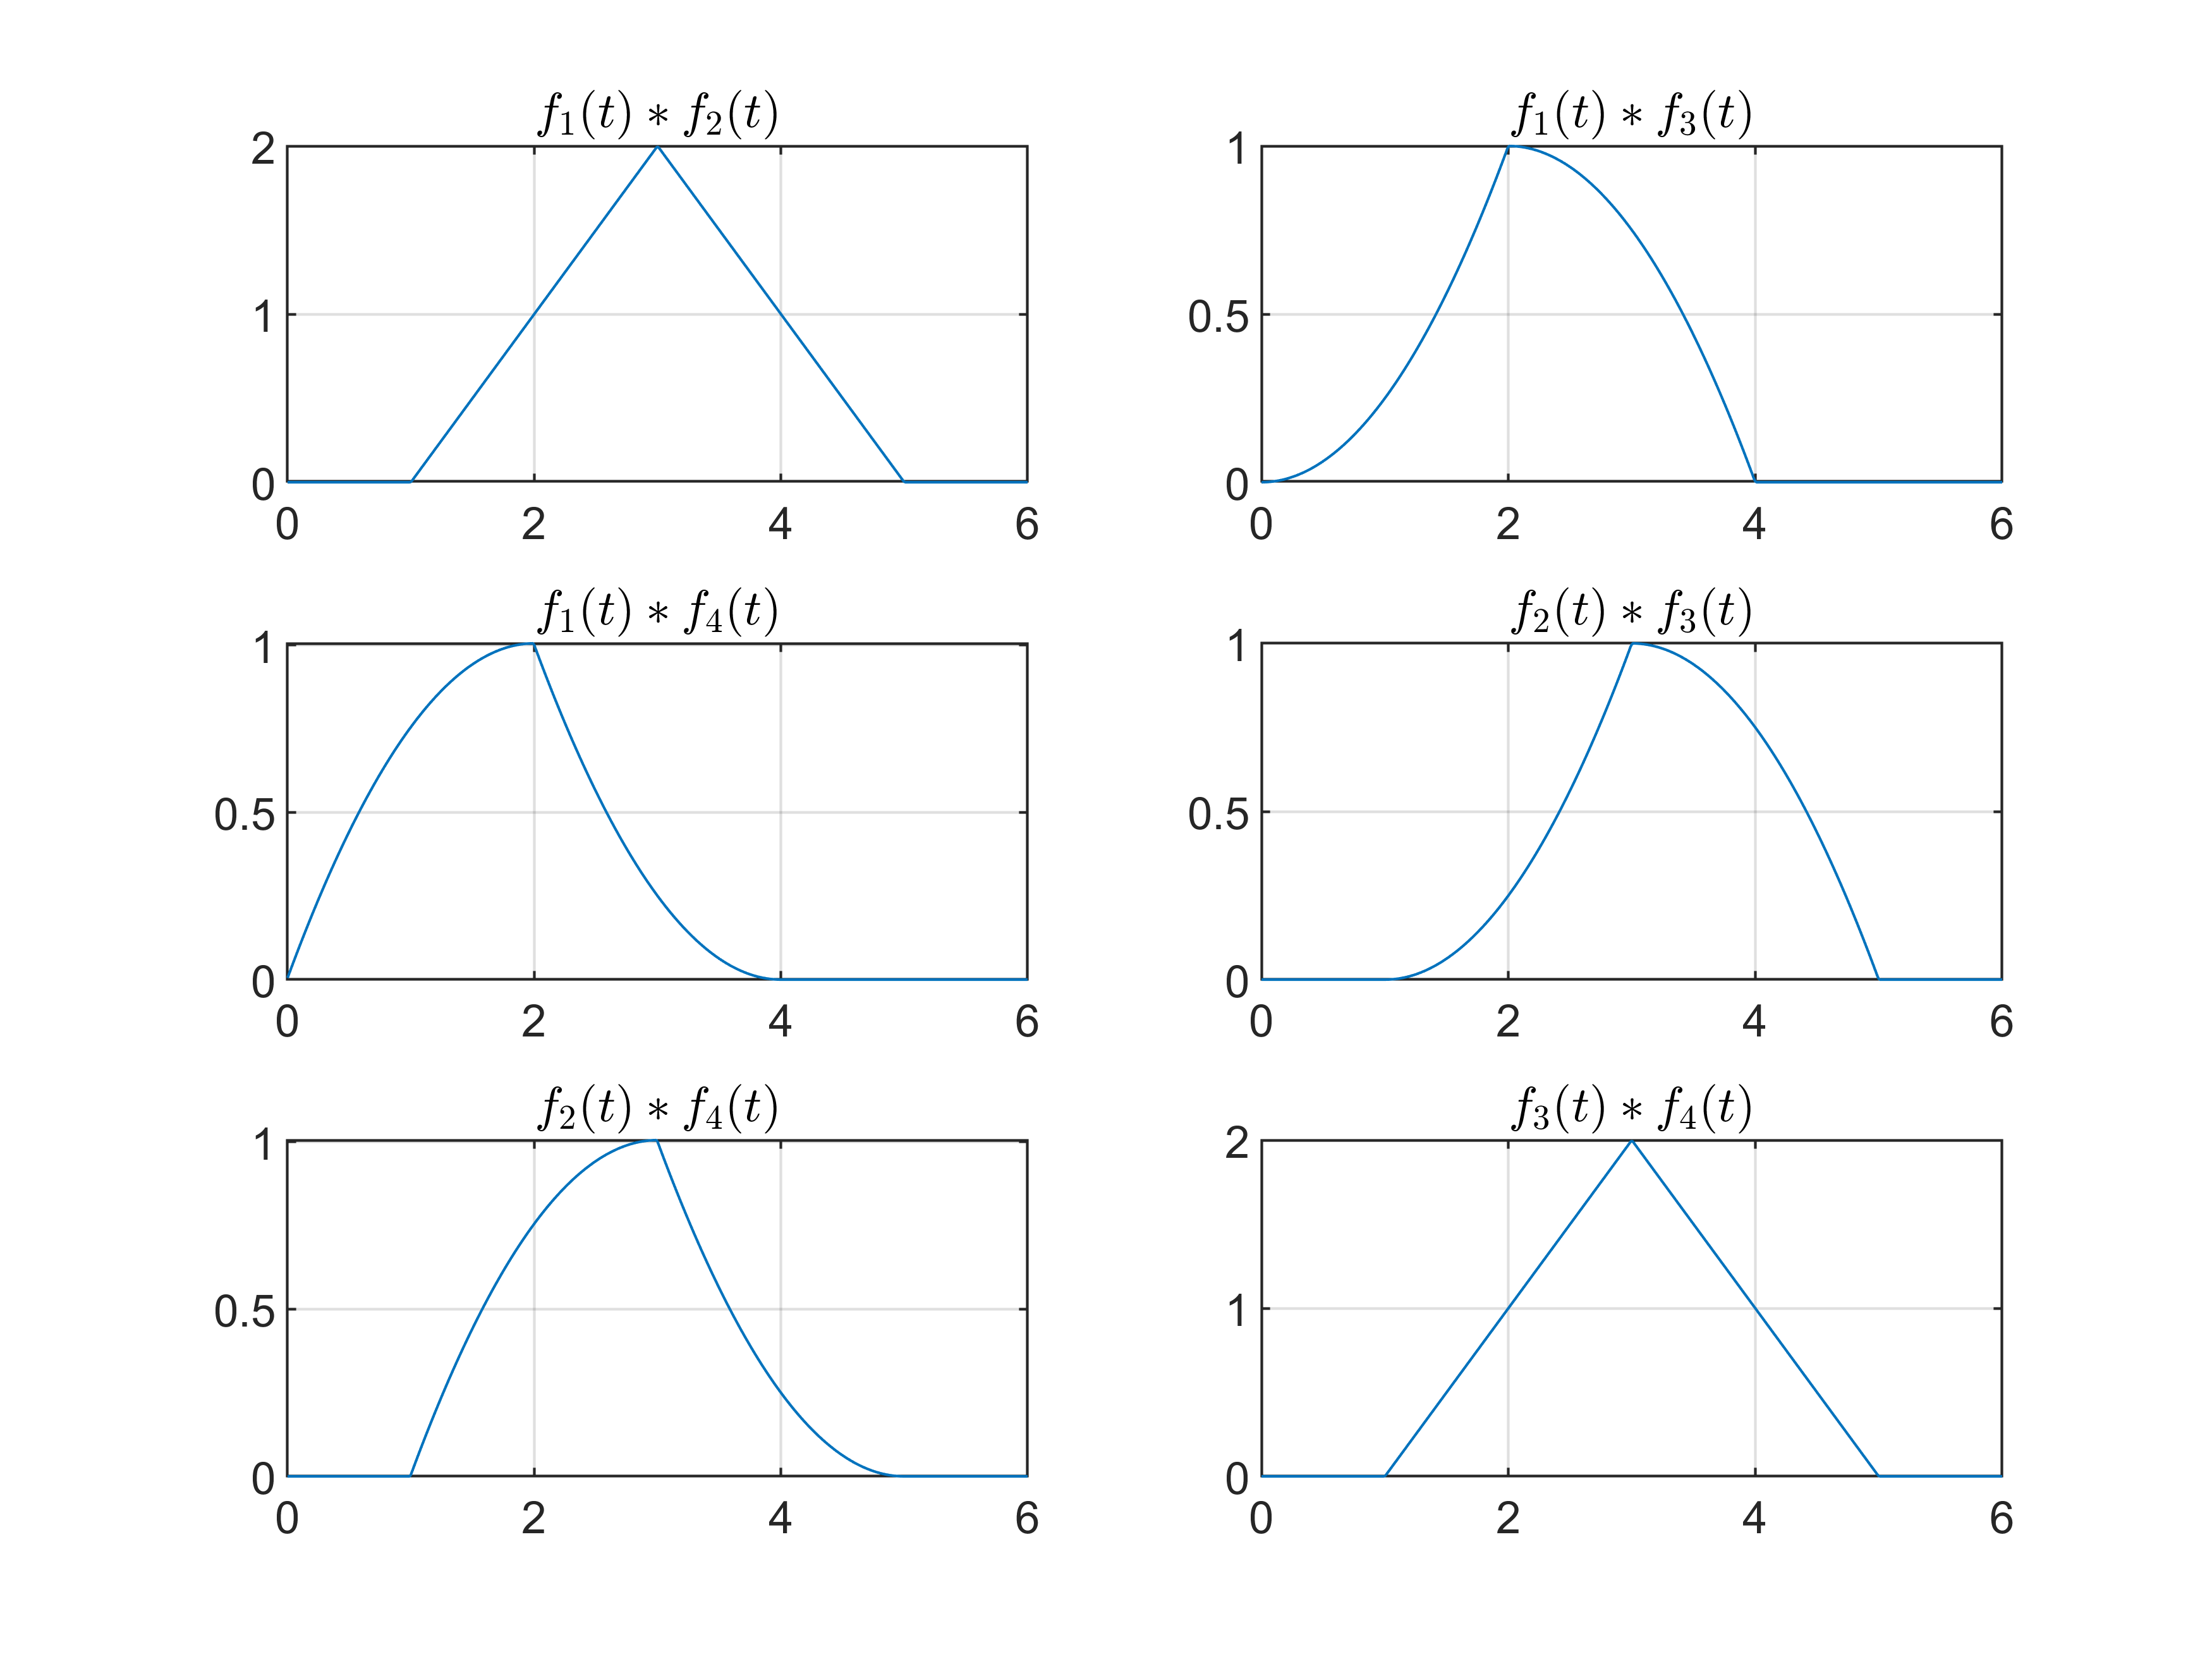 f₁(t) ∗ f₂(t)
2
1
0
0 2 4 6
f₁(t) ∗ f₃(t)
1
0.5
0
0 2 4 6
f₁(t) ∗ f₄(t)
1
0.5
0
0 2 4 6
f₂(t) ∗ f₃(t)
1
0.5
0
0 2 4 6
f₂(t) ∗ f₄(t)
1
0.5
0
0 2 4 6
f₃(t) ∗ f₄(t)
2
1
0
0 2 4 6